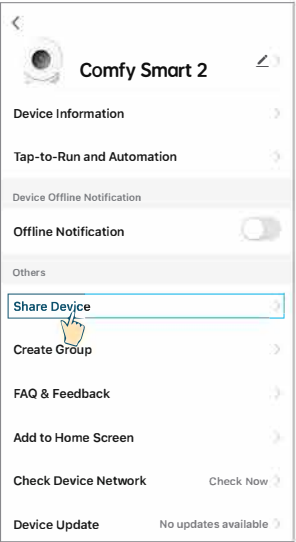 Comfy Smart 2
Device Information
Tap-to-Run and Automation
Device Offline Notification
Offline Notification
Others
Share Device
Create Group
FAQ & Feedback
Add to Home Screen
Check Device Network Check Now
Device Update No updates available